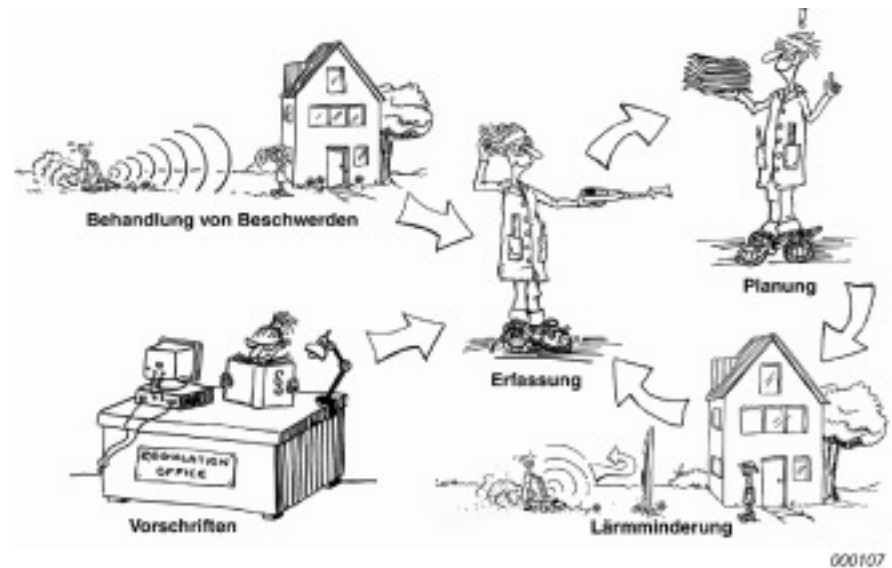 Behandlung von Beschwerden
Planung
Erfassung
§
REGULATION
OFFICE
Vorschriften
Lärmminderung
000107